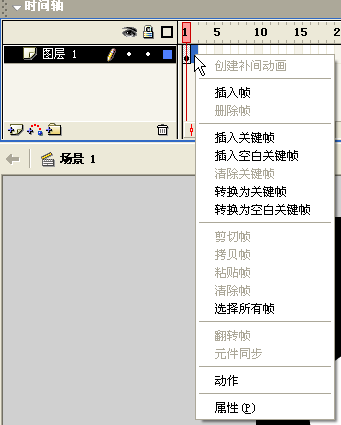 时间轴
1 5 10 15 2
图层 1
创建补间动画
插入帧
删除帧
插入关键帧
插入空白关键帧
清除关键帧
转换为关键帧
转换为空白关键帧
场景 1
剪切帧
拷贝帧
粘贴帧
清除帧
选择所有帧
翻转帧
元件同步
动作
属性(P)